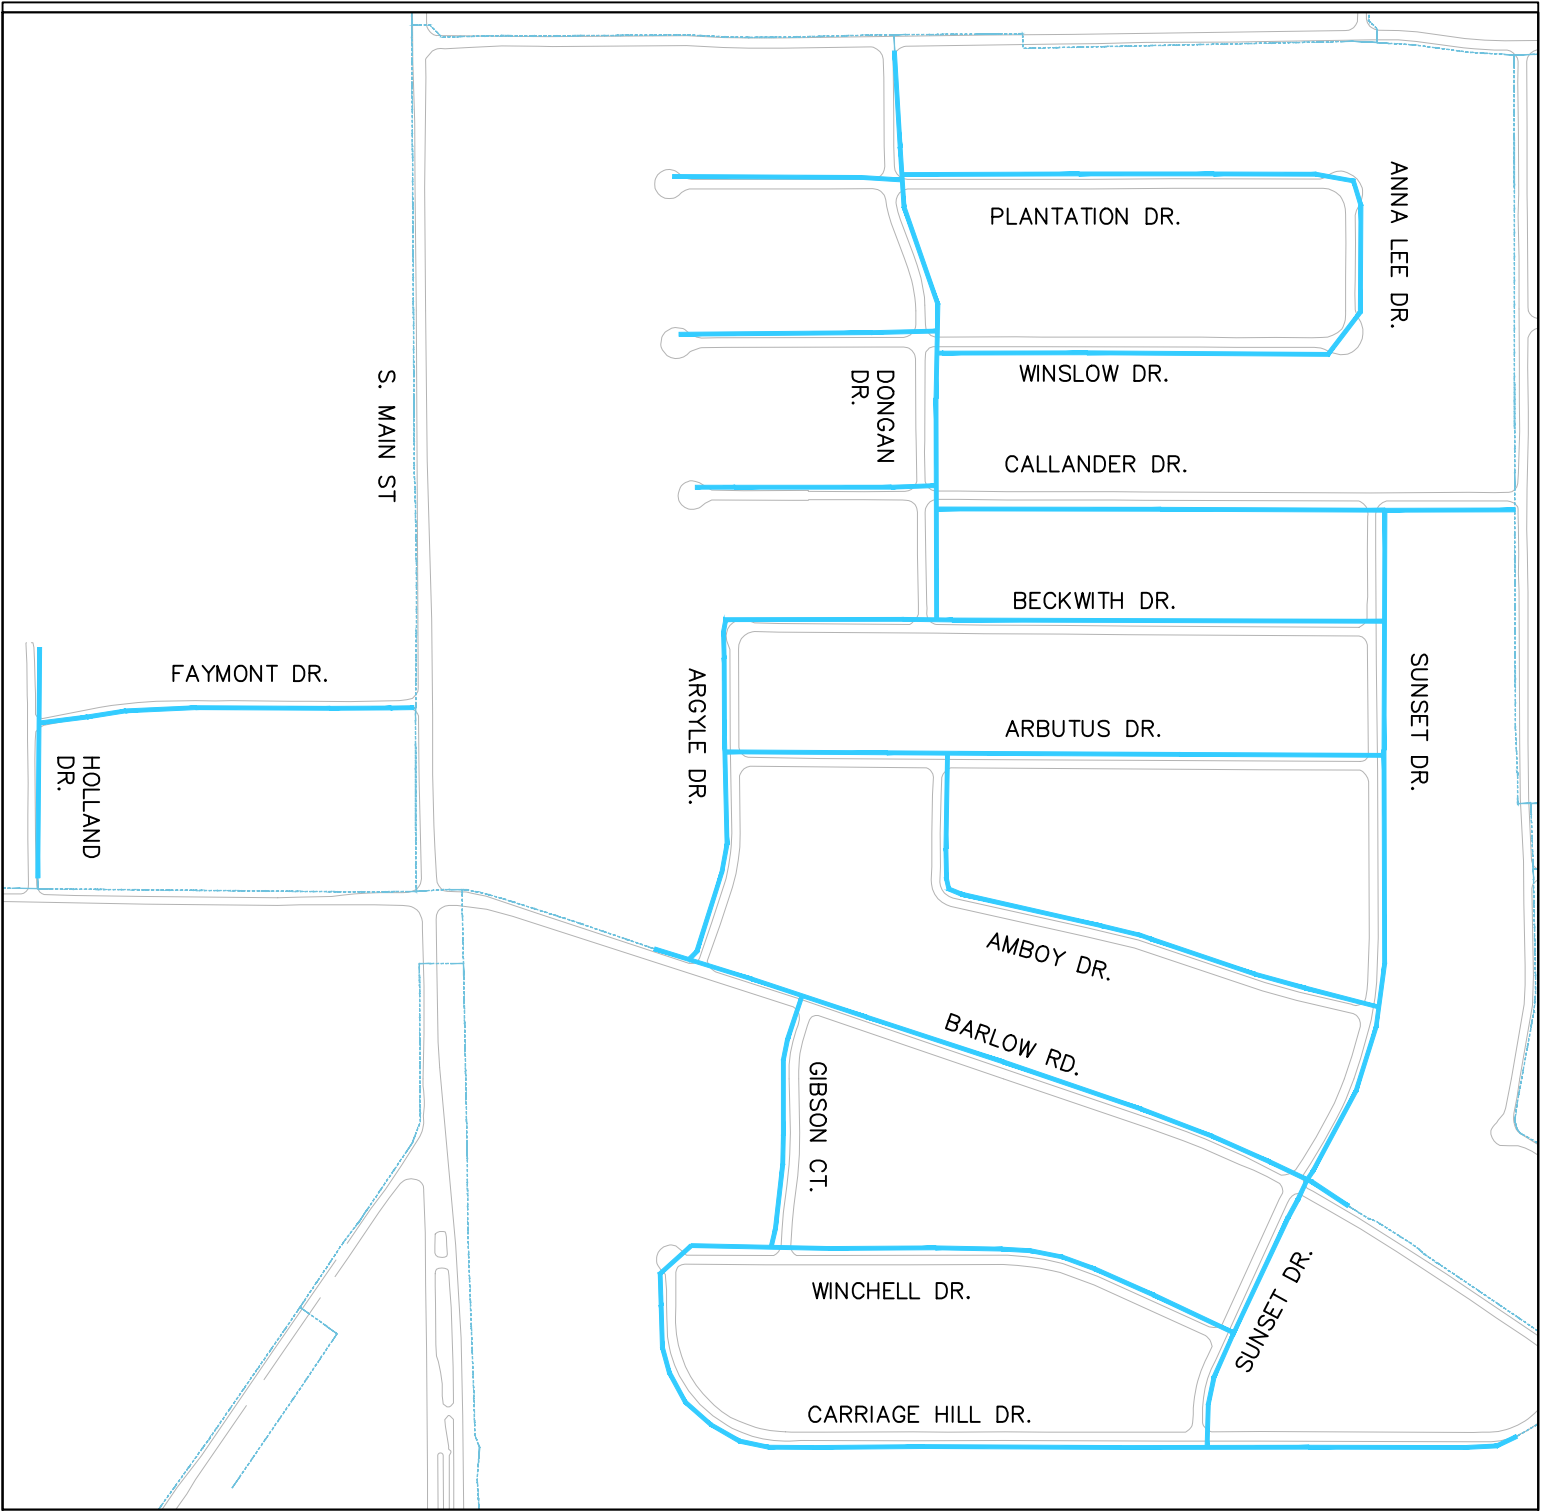 PLANTATION DR.
ANNA LEE DR.
WINSLOW DR.
S. MAIN ST
DONGAN
DR.
CALLANDER DR.
BECKWITH DR.
FAYMONT DR.
ARGYLE DR.
SUNSET DR.
ARBUTUS DR.
HOLLAND
DR.
AMBOY DR.
BARLOW RD.
GIBSON CT.
WINCHELL DR.
SUNSET DR.
CARRIAGE HILL DR.